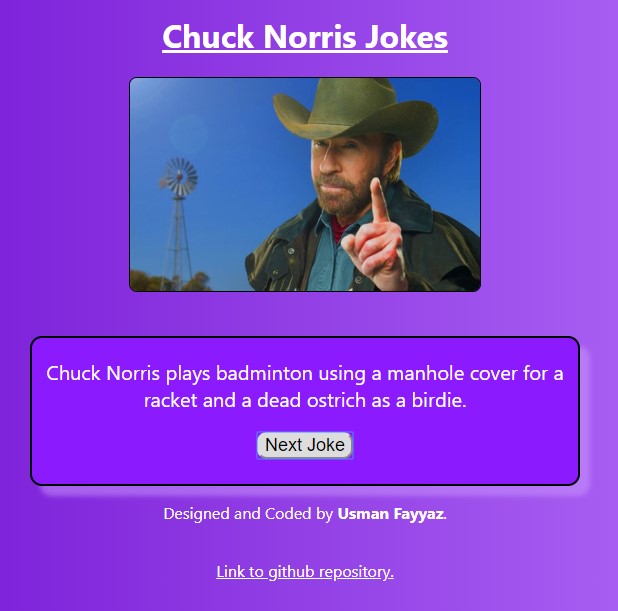 Chuck Norris Jokes
Chuck Norris plays badminton using a manhole cover for a
racket and a dead ostrich as a birdie.
Next Joke
Designed and Coded by Usman Fayyaz.
Link to github repository.